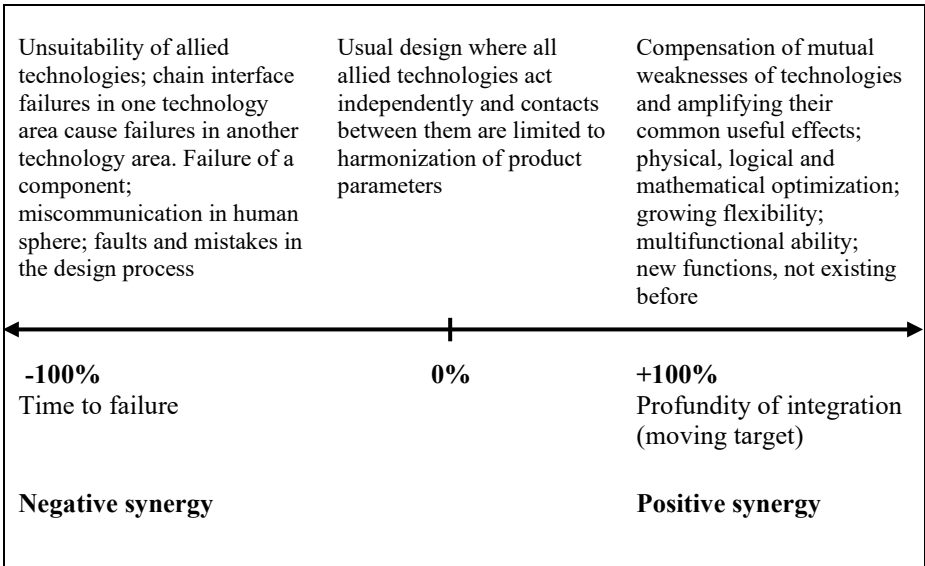 Unsuitability of allied
technologies; chain interface
failures in one technology
area cause failures in another
technology area. Failure of a
component;
miscommunication in human
sphere; faults and mistakes in
the design process
Usual design where all
allied technologies act
independently and contacts
between them are limited to
harmonization of product
parameters
Compensation of mutual
weaknesses of technologies
and amplifying their
common useful effects;
physical, logical and
mathematical optimization;
growing flexibility;
multifunctional ability;
new functions, not existing
before
-100%
Time to failure
0%
+100%
Profundity of integration
(moving target)
Negative synergy
Positive synergy